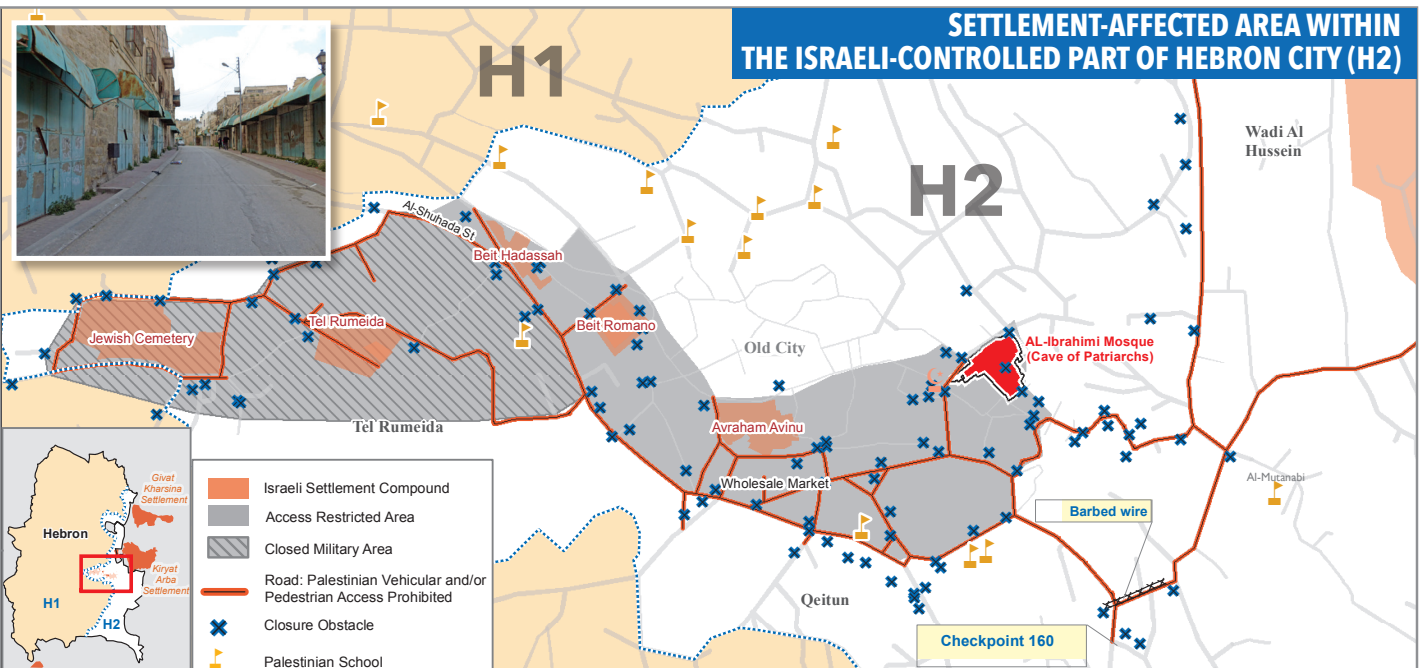 SETTLEMENT-AFFECTED AREA WITHIN
THE ISRAELI-CONTROLLED PART OF HEBRON CITY (H2)
H1
H2
Wadi Al
Hussein
Al-Shuhada St
Beit Hadassah
Jewish Cemetery
Tel Rumeida
Beit Romano
Old City
AL-Ibrahimi Mosque
(Cave of Patriarchs)
Avraham Avinu
Tel Rumeida
Wholesale Market
Al-Mutanabi
Barbed wire
Qeitun
Checkpoint 160
Givat
Kharsina
Settlement
Hebron
Kiryat
Arba
Settlement
H1
H2
Israeli Settlement Compound
Access Restricted Area
Closed Military Area
Road: Palestinian Vehicular and/or
Pedestrian Access Prohibited
Closure Obstacle
Palestinian School